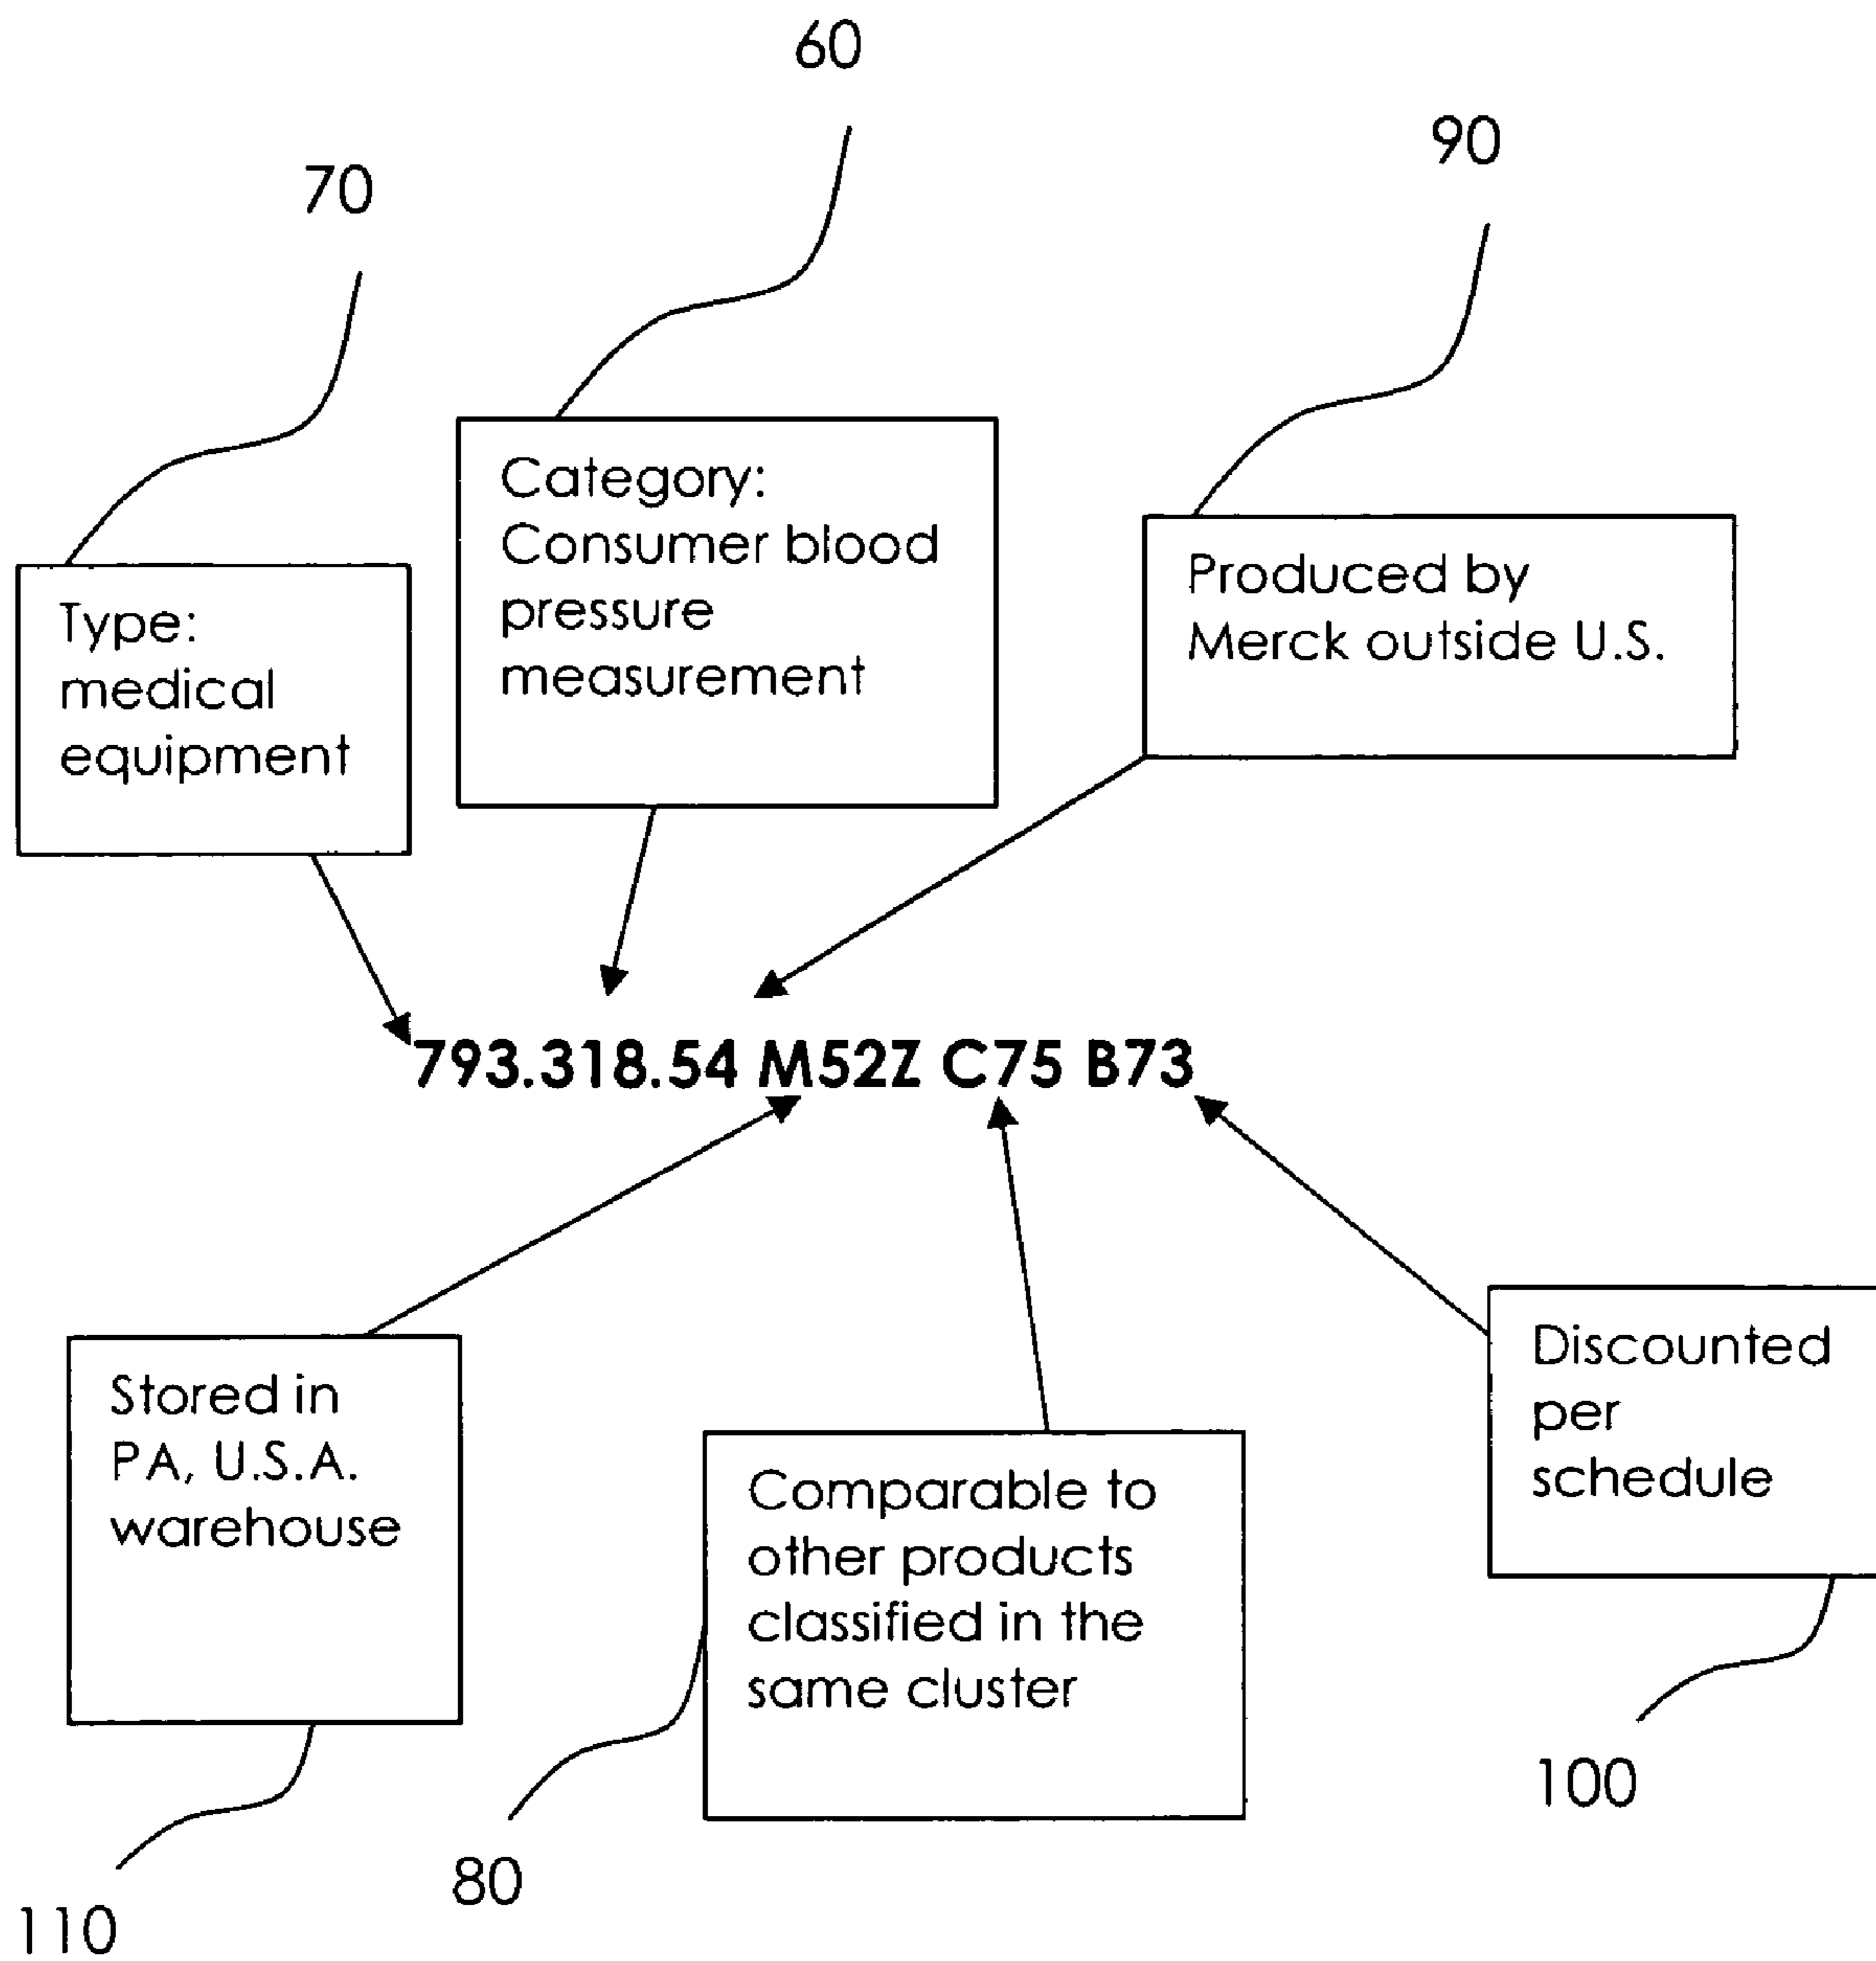 60
90
70
Category:
Consumer blood
pressure
measurement
Produced by
Merck outside U.S.
Type:
medical
equipment
793.318.54 M52Z C75 B73
Stored in
PA, U.S.A.
warehouse
Comparable to
other products
classified in the
same cluster
Discounted
per
schedule
100
80
110